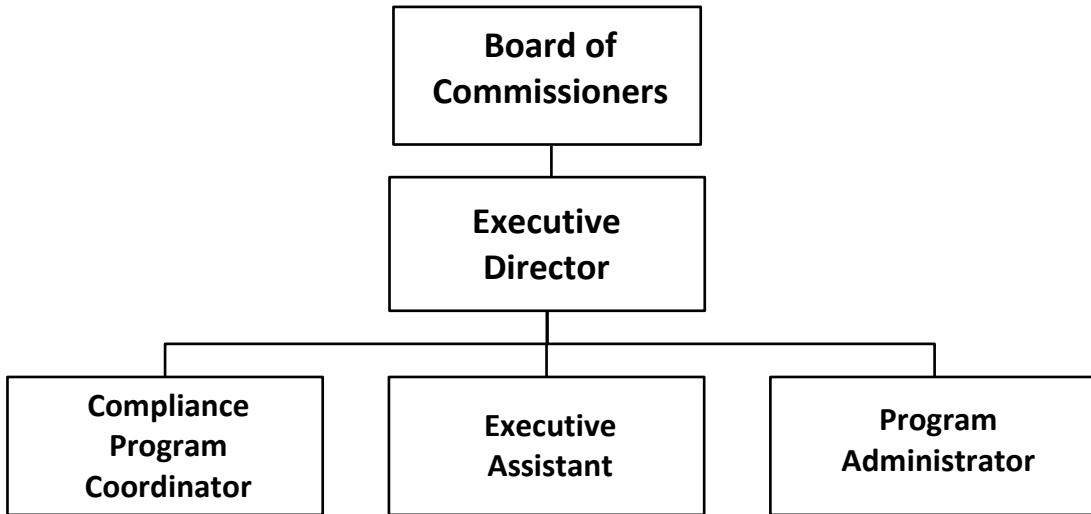 Board of
Commissioners
Executive
Director
Compliance
Program
Coordinator
Executive
Assistant
Program
Administrator